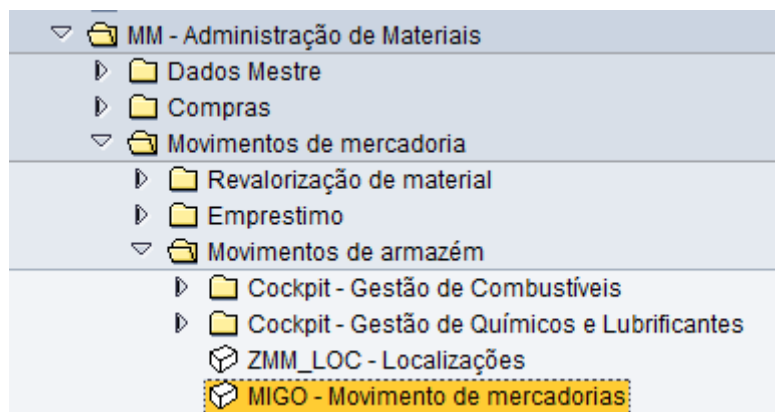 MM - Administração de Materiais
Dados Mestre
Compras
Movimentos de mercadoria
Revalorização de material
Emprestimo
Movimentos de armazém
Cockpit - Gestão de Combustíveis
Cockpit - Gestão de Químicos e Lubrificantes
ZMM_LOC - Localizações
MIGO - Movimento de mercadorias